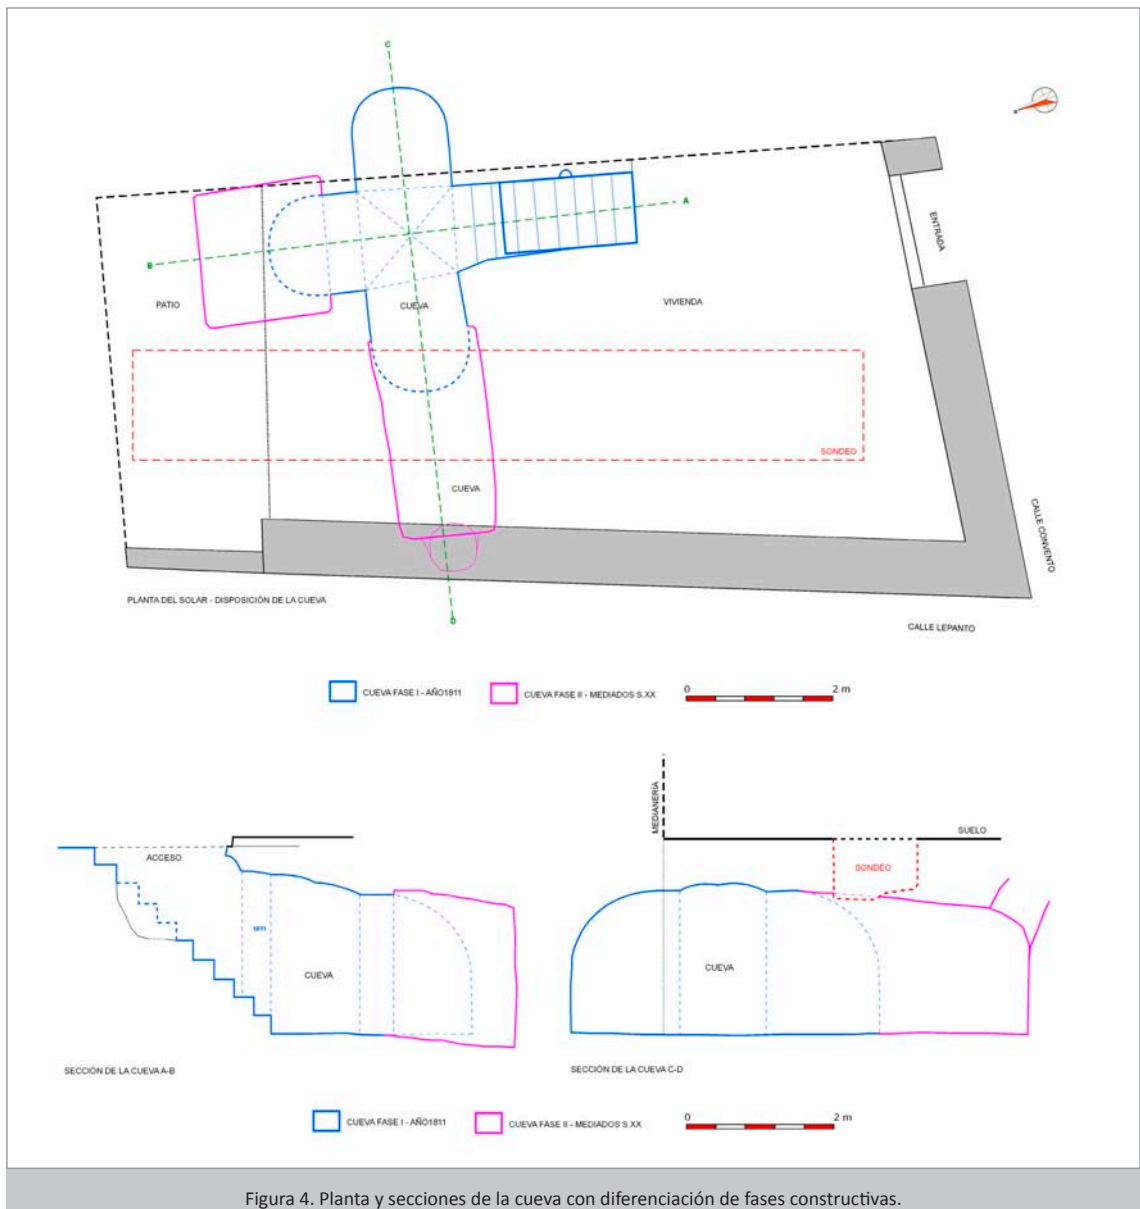 C
A
B
ENTRADA
PATIO
CUEVA
VIVIENDA
SONDEO
CUEVA
CALLE CONVENTO
D
PLANTA DEL SOLAR - DISPOSICIÓN DE LA CUEVA
CALLE LEPANTO
CUEVA FASE I - AÑO1811
CUEVA FASE II - MEDIADOS S.XX
0 2 m
MEDIANERÍA
SUELO
ACCESO
SONDEO
1811
CUEVA
CUEVA
SECCIÓN DE LA CUEVA A-B
SECCIÓN DE LA CUEVA C-D
CUEVA FASE I - AÑO1811
CUEVA FASE II - MEDIADOS S.XX
0 2 m
Figura 4. Planta y secciones de la cueva con diferenciación de fases constructivas.